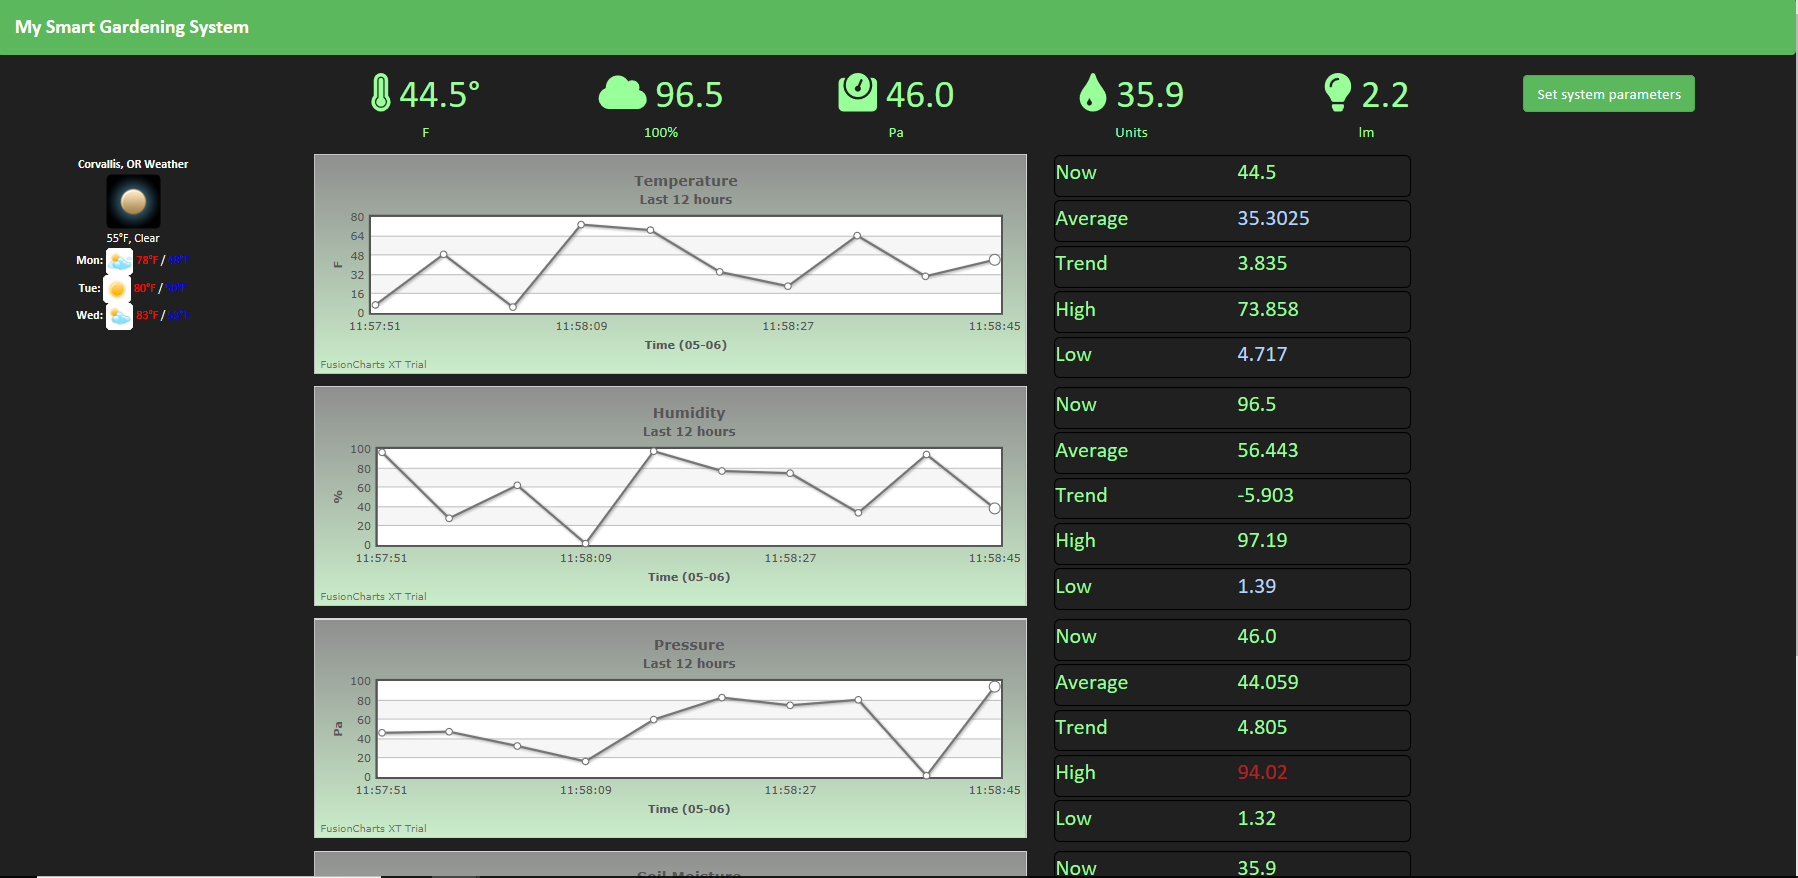 My Smart Gardening System
44.5° 96.5 46.0 35.9 2.2 Set system parameters
F 100% Pa Units lm
Corvallis, OR Weather
55°F, Clear
Mon: 78°F / 48°F
Tue: 80°F / 50°F
Wed: 83°F / 55°F
Temperature
Last 12 hours
80
64
48
32
16
0
F
11:57:51 11:58:09 11:58:27 11:58:45
Time (05-06)
FusionCharts XT Trial
Now 44.5
Average 35.3025
Trend 3.835
High 73.858
Low 4.717
Humidity
Last 12 hours
100
80
60
40
20
0
%
11:57:51 11:58:09 11:58:27 11:58:45
Time (05-06)
FusionCharts XT Trial
Now 96.5
Average 56.443
Trend -5.903
High 97.19
Low 1.39
Pressure
Last 12 hours
100
80
60
40
20
0
Pa
11:57:51 11:58:09 11:58:27 11:58:45
Time (05-06)
FusionCharts XT Trial
Now 46.0
Average 44.059
Trend 4.805
High 94.02
Low 1.32
Soil Moisture
Now 35.9